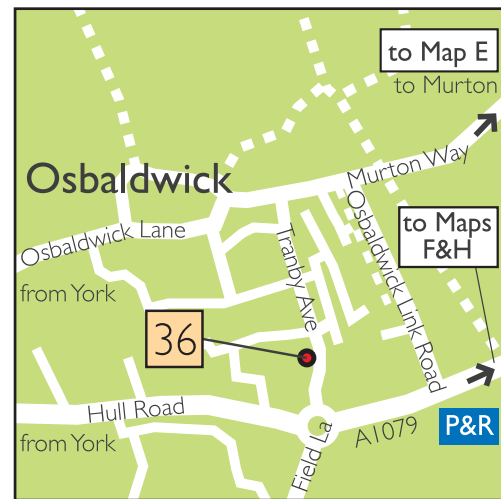 to Map E
to Murton
Osbaldwick
Murton Way
Osbaldwick Lane
from York
Tranby Ave
Osbaldwick Link Road
to Maps
F&H
36
Hull Road
from York
Field La
A1079
P&R